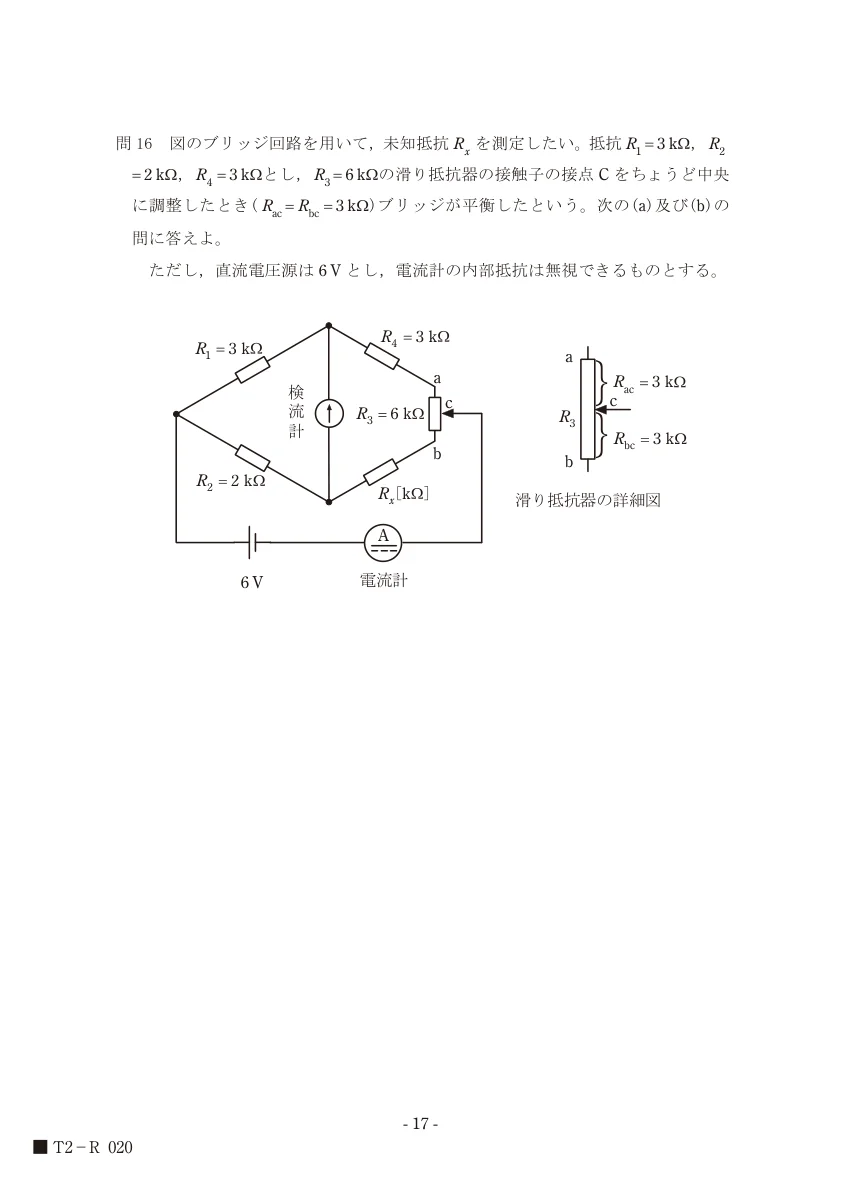 問 16　図のブリッジ回路を用いて，未知抵抗 Rx を測定したい。抵抗 R1 = 3 kΩ， R2
= 2 kΩ， R4 = 3 kΩとし， R3 = 6 kΩの滑り抵抗器の接触子の接点 C をちょうど中央
に調整したとき( Rac = Rbc = 3 kΩ)ブリッジが平衡したという。次の(a)及び(b)の
問に答えよ。
ただし，直流電圧源は 6 V とし，電流計の内部抵抗は無視できるものとする。
R1 = 3 kΩ
R4 = 3 kΩ
検流計
a
R3 = 6 kΩ
c
b
R2 = 2 kΩ
Rx［kΩ］
A
6 V
電流計
a
Rac = 3 kΩ
c
R3
Rbc = 3 kΩ
b
滑り抵抗器の詳細図
- 17 -
■ T2－R 020